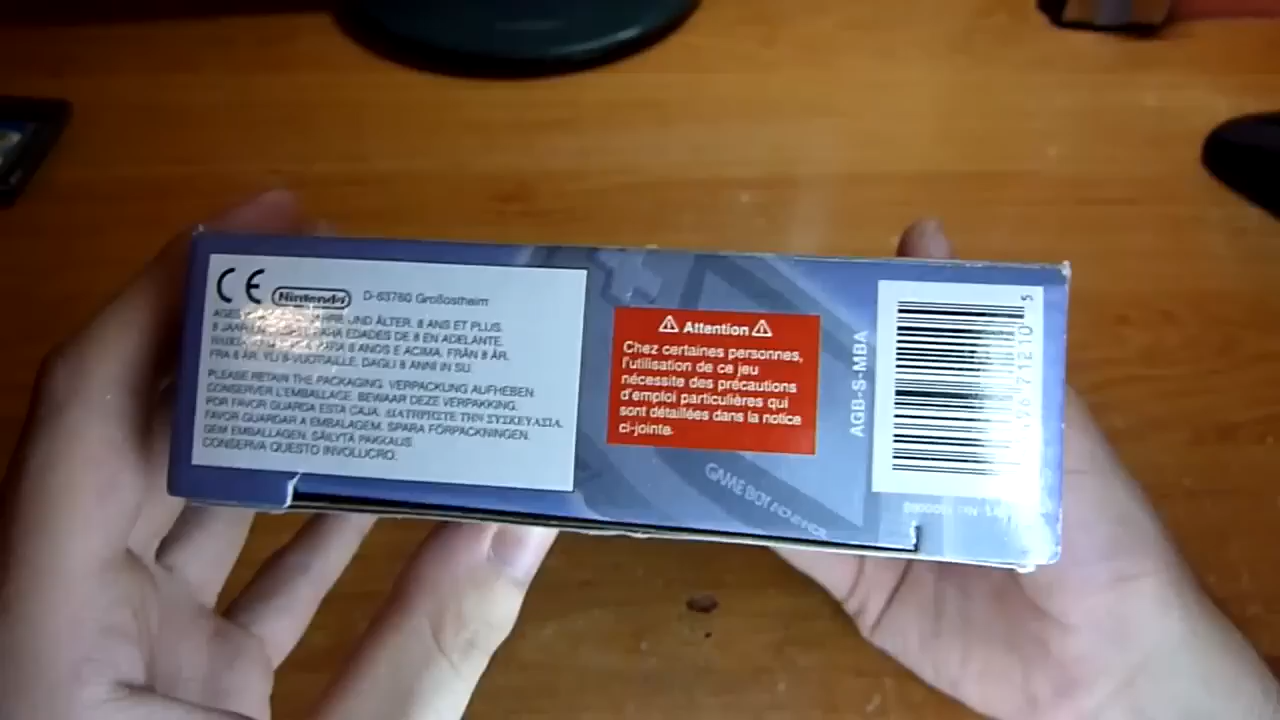 CE Nintendo D-63760 Großostheim
UND ÄLTER. 8 ANS ET PLUS.
PARA EDADES DE 8 EN ADELANTE.
PARA 8 ANOS E ACIMA. FRÅN 8 ÅR.
FRA 8 ÅR. YLI 8-VUOTIAILLE. DAGLI 8 ANNI IN SU.
PLEASE RETAIN THE PACKAGING. VERPACKUNG AUFHEBEN.
CONSERVER L'EMBALLAGE. BEWAAR DEZE VERPAKKING.
POR FAVOR GUARDA ESTA CAJA. ΔΙΑΤΗΡΗΣΤΕ ΤΗΝ ΣΥΣΚΕΥΑΣΙΑ.
FAVOR GUARDAR A EMBALAGEM. SPARA FÖRPACKNINGEN.
GEM EMBALLAGEN. SÄILYTÄ PAKKAUS.
CONSERVA QUESTO INVOLUCRO.
⚠ Attention ⚠
Chez certaines personnes,
l'utilisation de ce jeu
nécessite des précautions
d'emploi particulières qui
sont détaillées dans la notice
ci-jointe.
GAME BOY ADVANCE
AGB-S-MBA
5